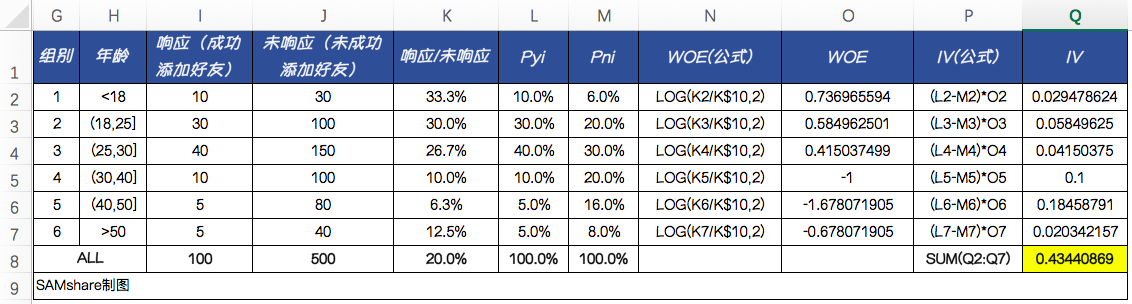 G H I J K L M N O P Q
1 组别 年龄 响应（成功添加好友） 未响应（未成功添加好友） 响应/未响应 Pyi Pni WOE(公式) WOE IV(公式) IV
2 1 <18 10 30 33.3% 10.0% 6.0% LOG(K2/K$10,2) 0.736965594 (L2-M2)*O2 0.029478624
3 2 (18,25] 30 100 30.0% 30.0% 20.0% LOG(K3/K$10,2) 0.584962501 (L3-M3)*O3 0.05849625
4 3 (25,30] 40 150 26.7% 40.0% 30.0% LOG(K4/K$10,2) 0.415037499 (L4-M4)*O4 0.04150375
5 4 (30,40] 10 100 10.0% 10.0% 20.0% LOG(K5/K$10,2) -1 (L5-M5)*O5 0.1
6 5 (40,50] 5 80 6.3% 5.0% 16.0% LOG(K6/K$10,2) -1.678071905 (L6-M6)*O6 0.18458791
7 6 >50 5 40 12.5% 5.0% 8.0% LOG(K7/K$10,2) -0.678071905 (L7-M7)*O7 0.020342157
8 ALL 100 500 20.0% 100.0% 100.0% SUM(Q2:Q7) 0.43440869
9 SAMshare制图